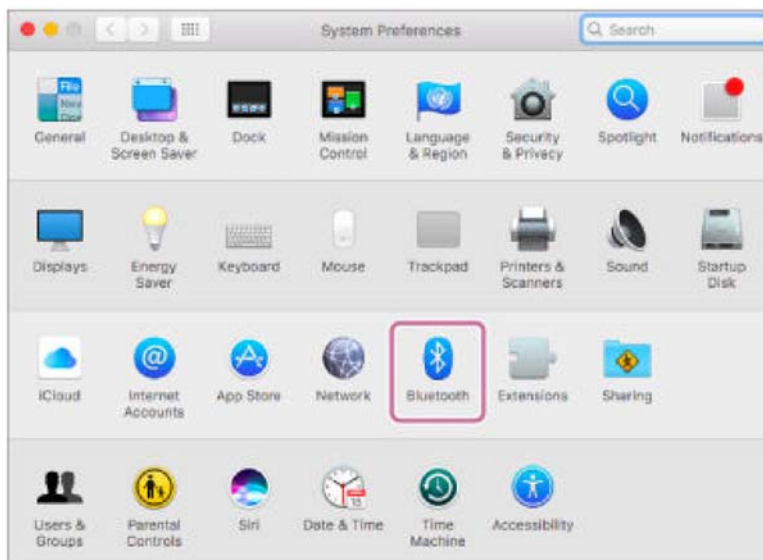 System Preferences
Search
File
New
General
Desktop &
Screen Saver
Dock
Mission
Control
Language
& Region
Security
& Privacy
Spotlight
Notifications
Displays
Energy
Saver
Keyboard
Mouse
Trackpad
Printers &
Scanners
Sound
Startup
Disk
iCloud
Internet
Accounts
App Store
Network
Bluetooth
Extensions
Sharing
Users &
Groups
Parental
Controls
Siri
Date & Time
Time
Machine
Accessibility